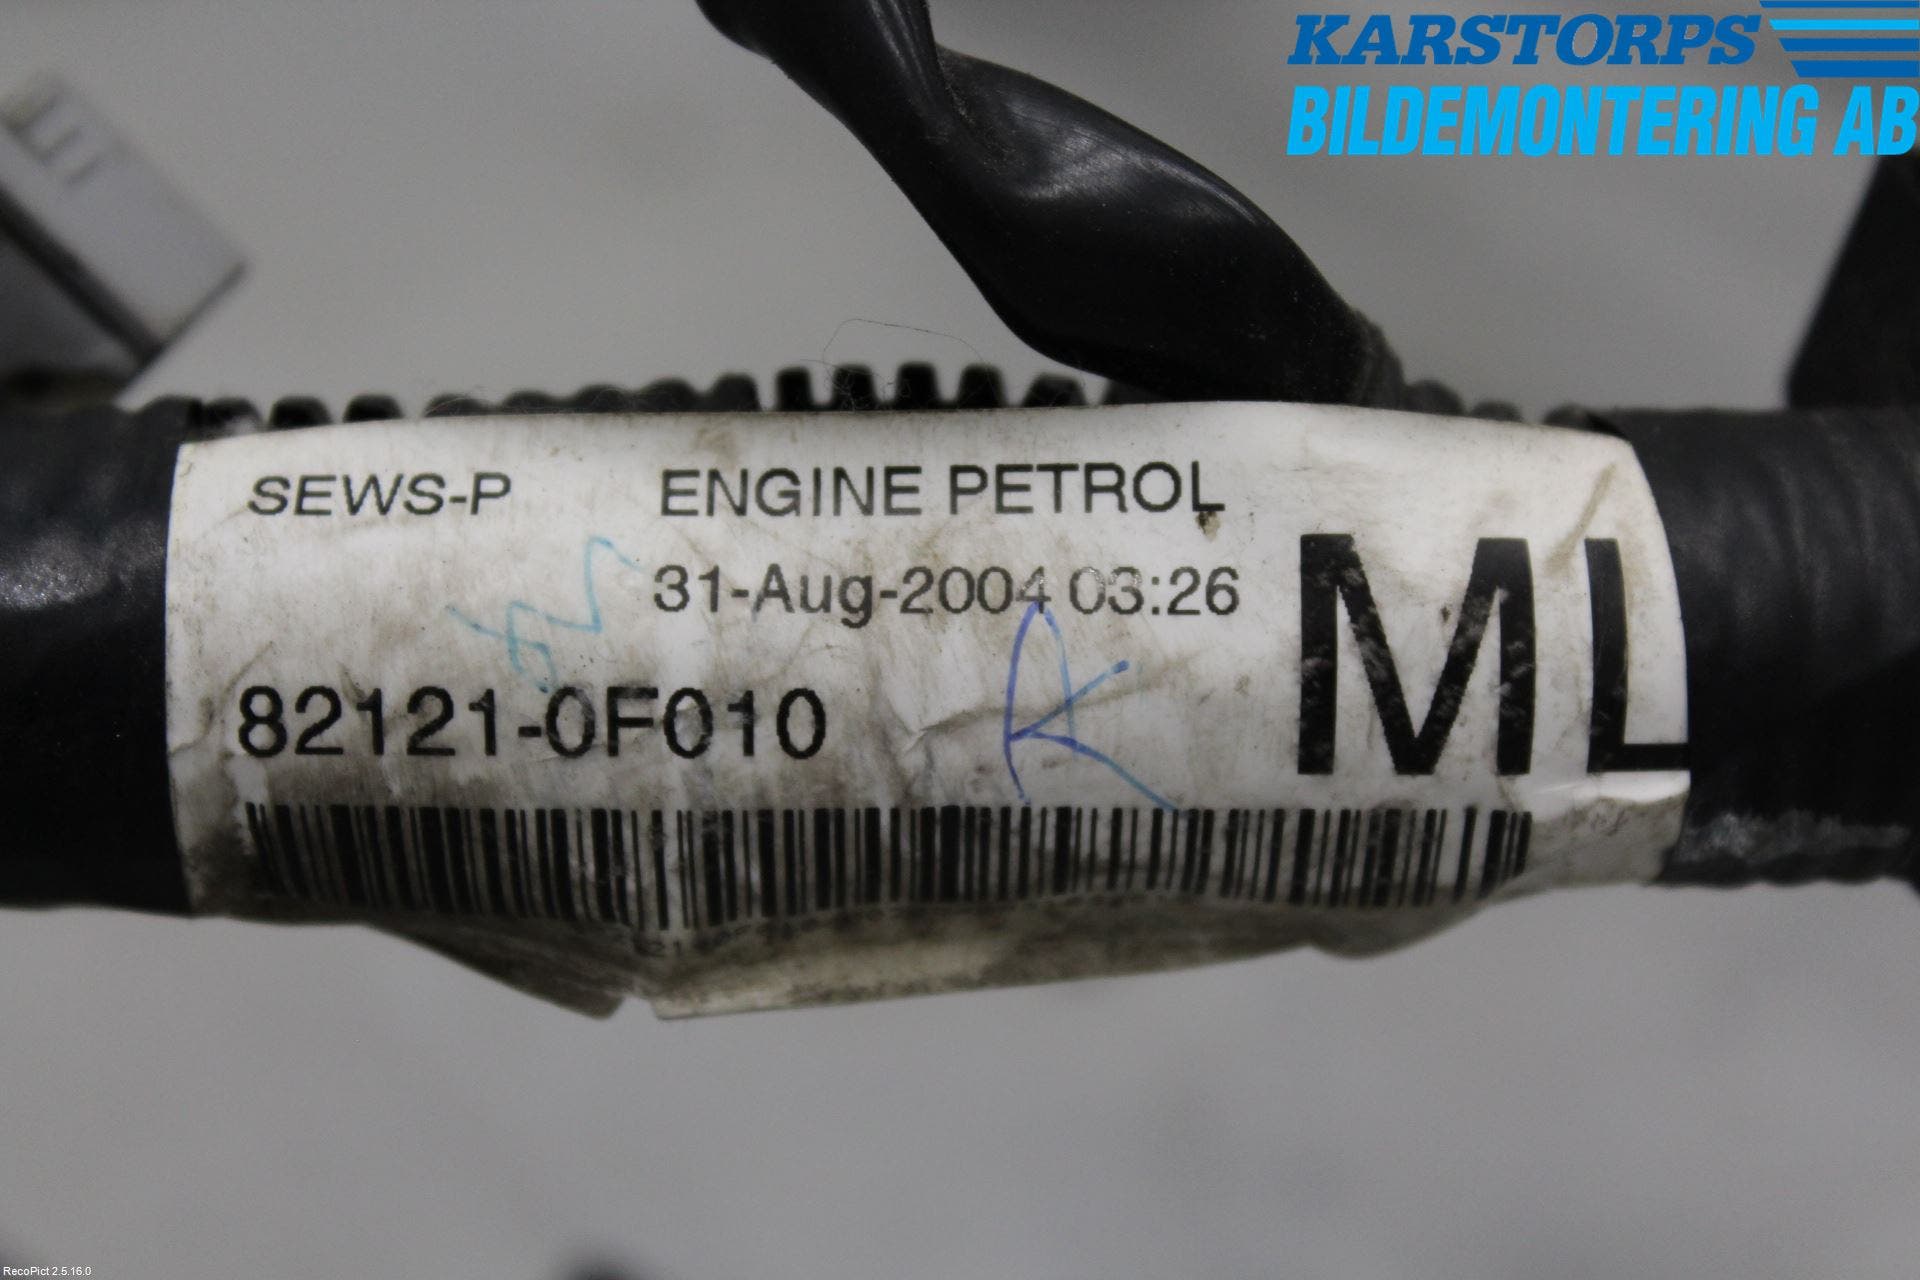 KARSTORPS
BILDEMONTERING AB
SEWS-P ENGINE PETROL
31-Aug-2004 03:26
ML
82121-0F010
R
RecoPict 2.5.16.0